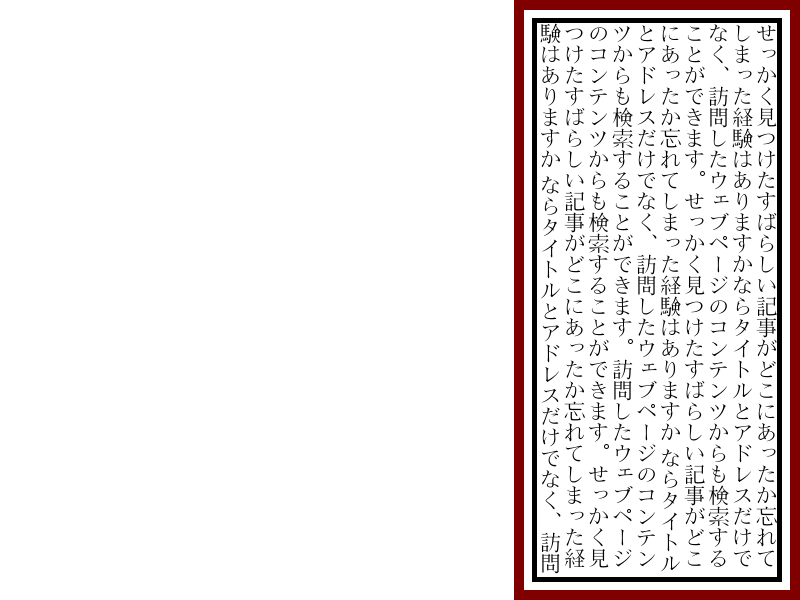 せっかく見つけたすばらしい記事がどこにあったか忘れて
しまった経験はありますかならタイトルとアドレスだけで
なく、訪問したウェブページのコンテンツからも検索する
ことができます。せっかく見つけたすばらしい記事がどこ
にあったか忘れてしまった経験はありますか ならタイトル
とアドレスだけでなく、訪問したウェブページのコンテン
ツからも検索することができます。訪問したウェブページ
のコンテンツからも検索することができます。せっかく見
つけたすばらしい記事がどこにあったか忘れてしまった経
験はありますか ならタイトルとアドレスだけでなく、訪問